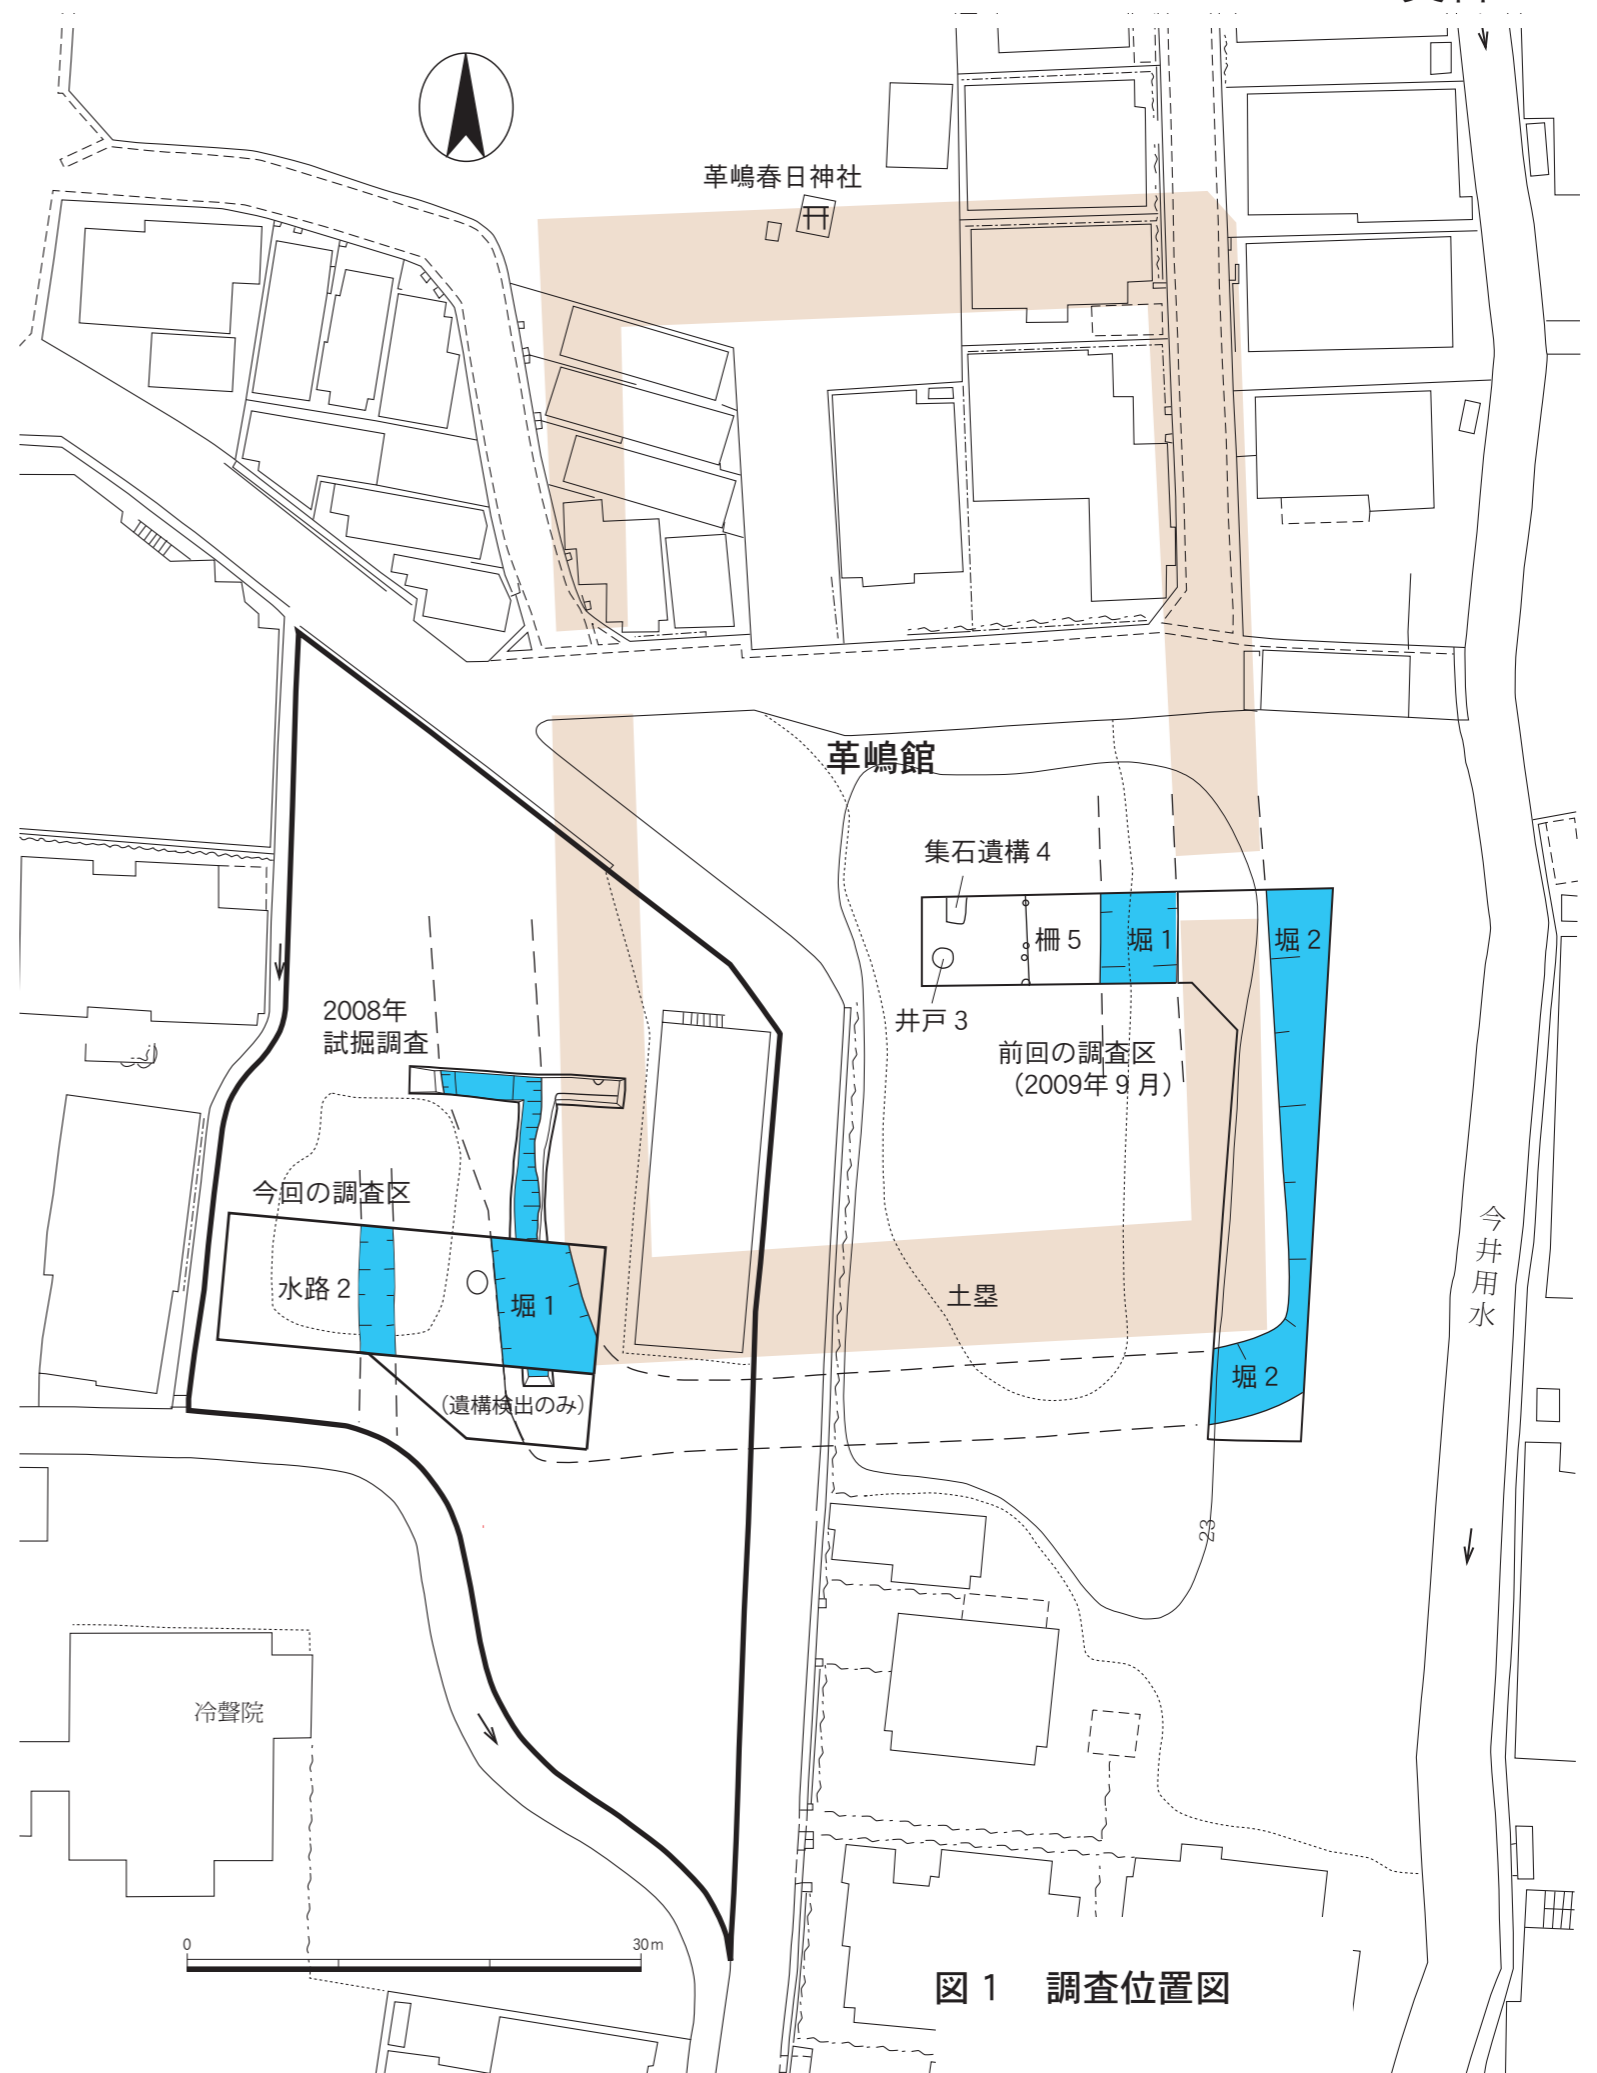 革嶋春日神社
革嶋館
集石遺構 4
柵 5
堀 1
堀 2
井戸 3
2008年
試掘調査
前回の調査区
（2009年 9 月）
今回の調査区
水路 2
堀 1
土塁
堀 2
今井用水
（遺構検出のみ）
23
冷聲院
0
30m
図 1 調査位置図